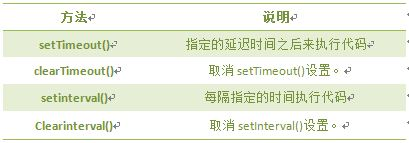 方法 说明
setTimeout() 指定的延迟时间之后来执行代码
clearTimeout() 取消 setTimeout()设置。
setinterval() 每隔指定的时间执行代码
Clearinterval() 取消 setInterval()设置。